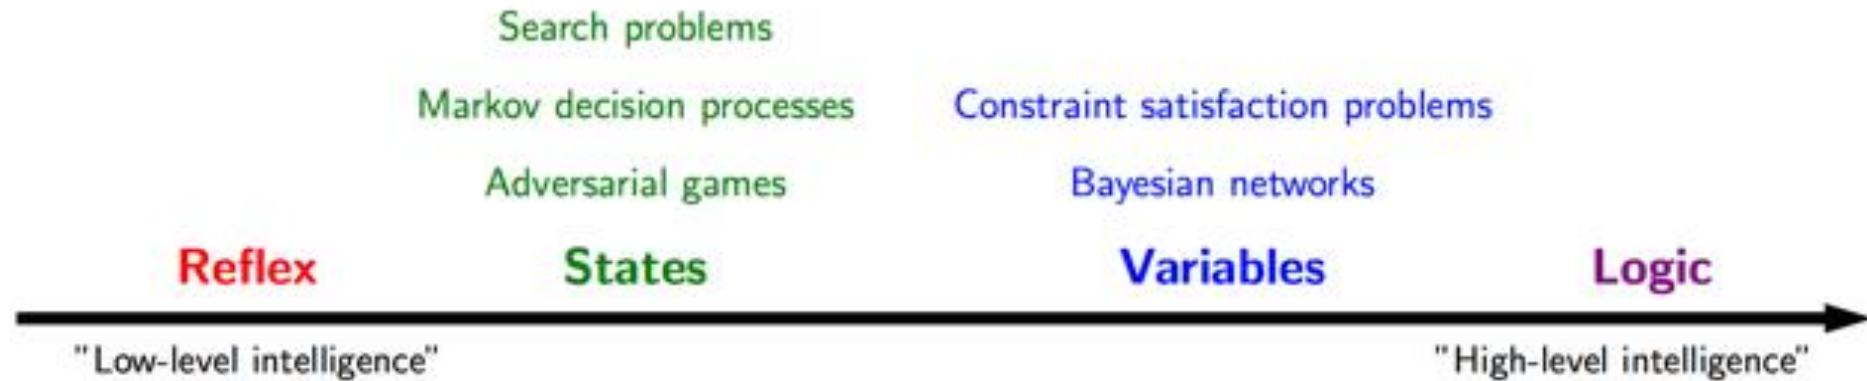 Search problems
Markov decision processes
Constraint satisfaction problems
Adversarial games
Bayesian networks
Reflex
States
Variables
Logic
"Low-level intelligence"
"High-level intelligence"